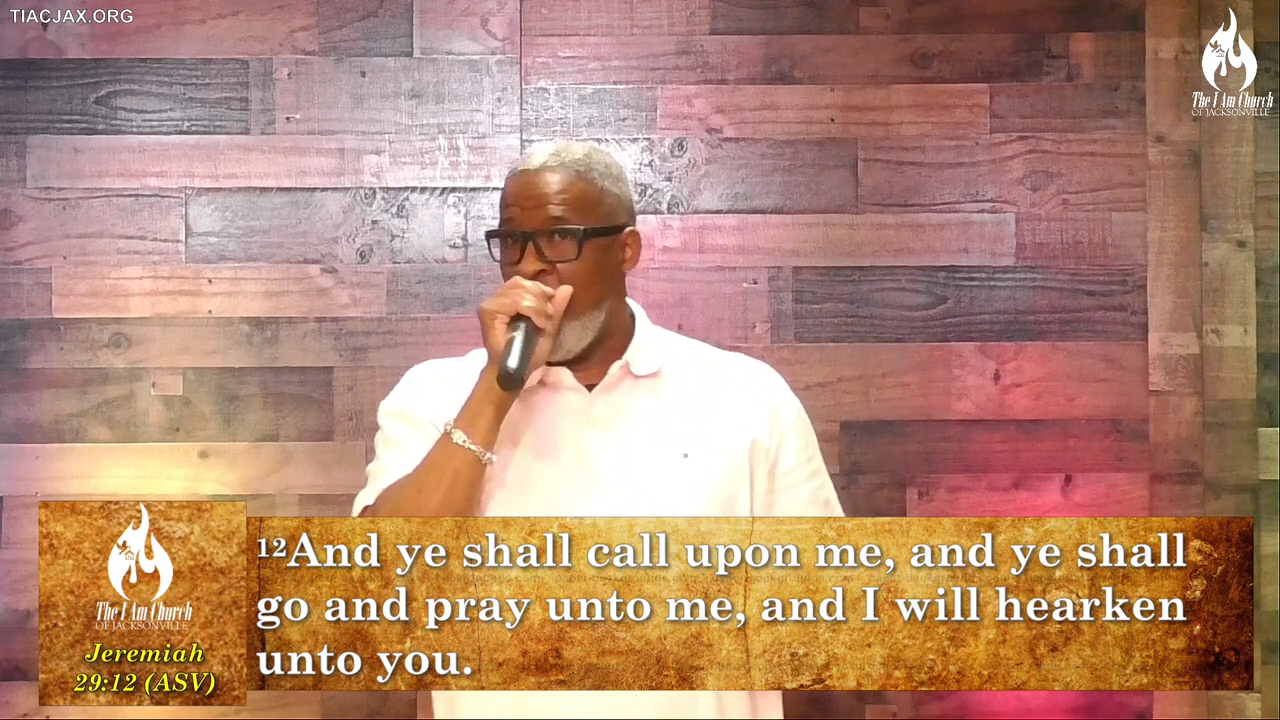 TIACJAX.ORG
The I Am Church
OF JACKSONVILLE
¹²And ye shall call upon me, and ye shall
go and pray unto me, and I will hearken
unto you.
The I Am Church
OF JACKSONVILLE
Jeremiah
29:12 (ASV)